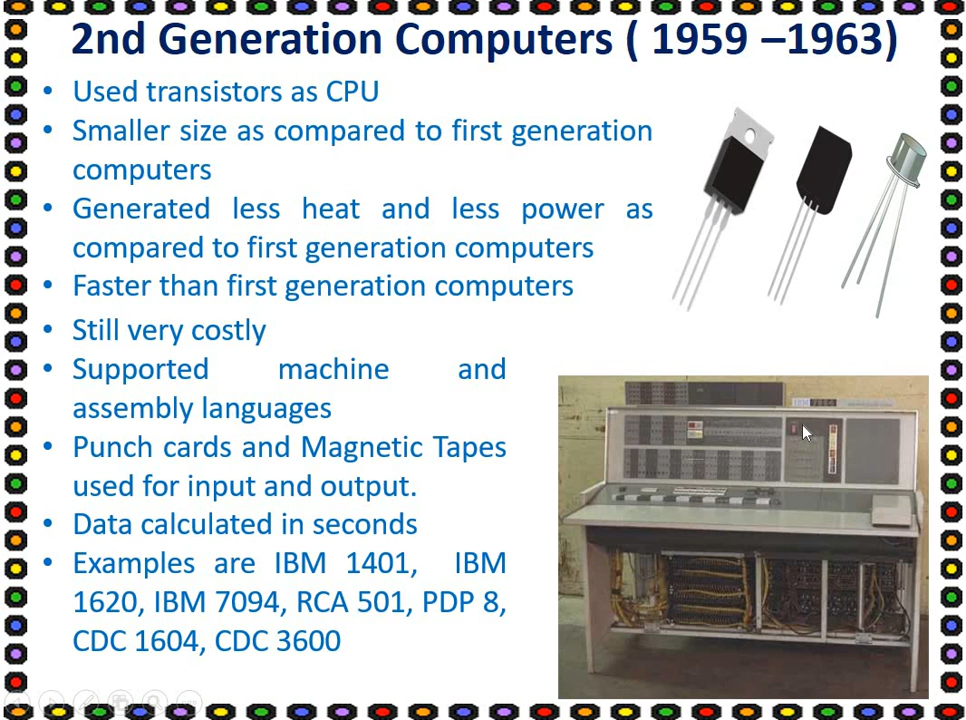 2nd Generation Computers ( 1959 –1963)
• Used transistors as CPU
• Smaller size as compared to first generation
computers
• Generated less heat and less power as
compared to first generation computers
• Faster than first generation computers
• Still very costly
• Supported machine and
assembly languages
• Punch cards and Magnetic Tapes
used for input and output.
• Data calculated in seconds
• Examples are IBM 1401, IBM
1620, IBM 7094, RCA 501, PDP 8,
CDC 1604, CDC 3600